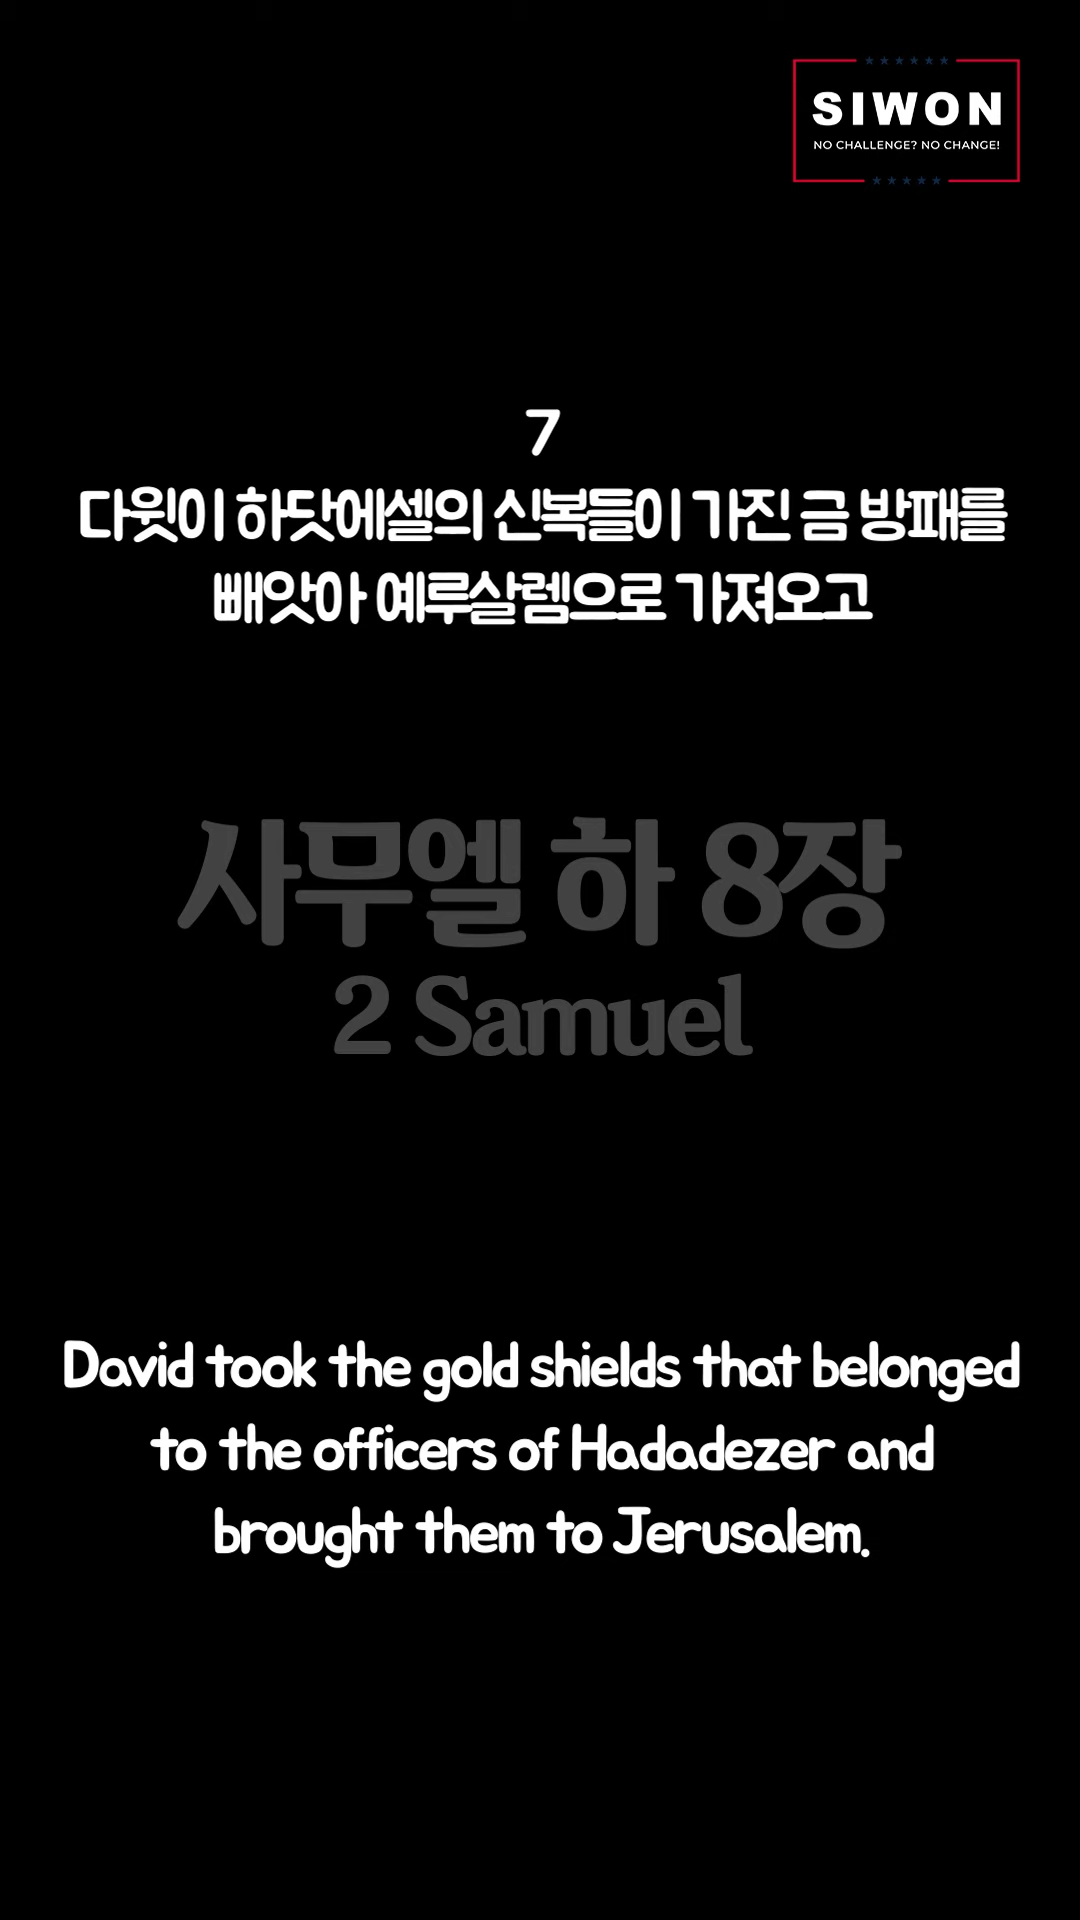 SIWON
NO CHALLENGE? NO CHANGE!
7
다윗이 하닷에셀의 신복들이 가진 금 방패를
빼앗아 예루살렘으로 가져오고
사무엘 하 8장
2 Samuel
David took the gold shields that belonged
to the officers of Hadadezer and
brought them to Jerusalem.